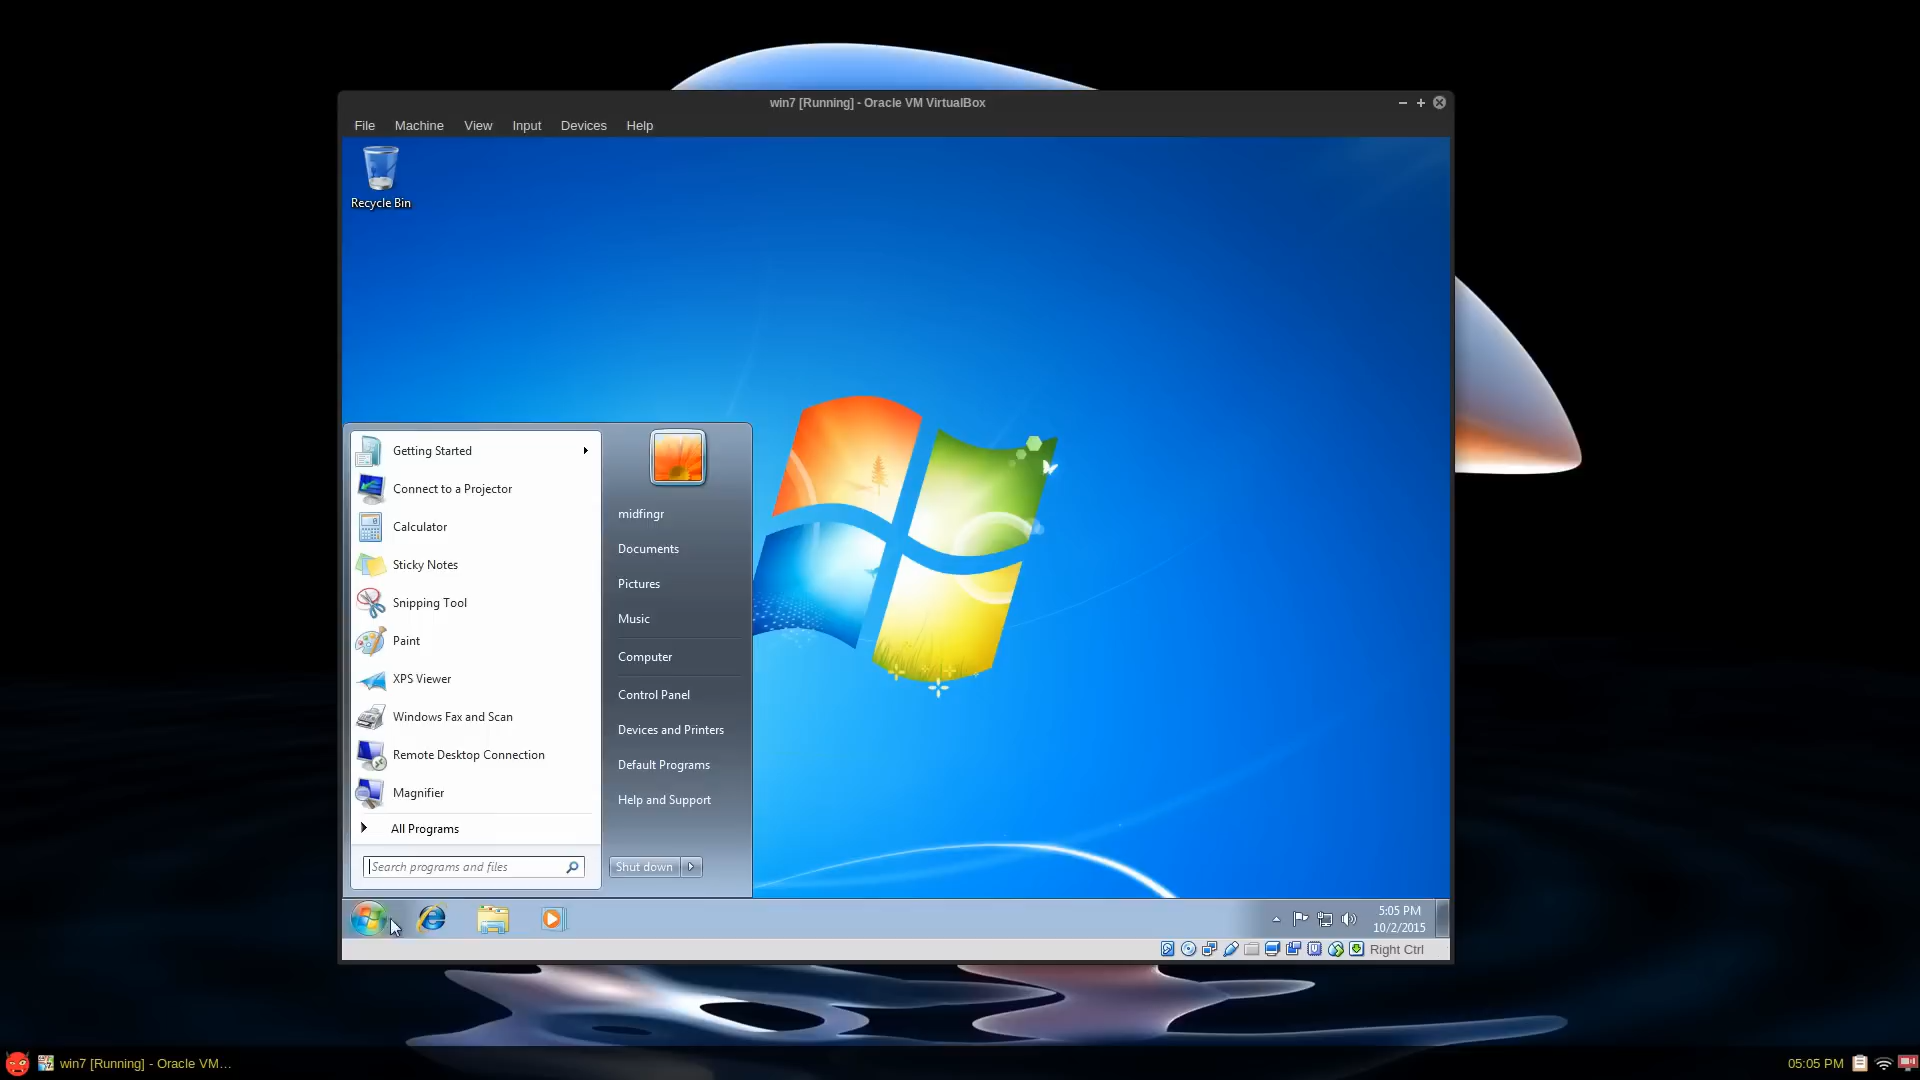 win7 [Running] - Oracle VM VirtualBox
File Machine View Input Devices Help
Recycle Bin
Getting Started
Connect to a Projector
Calculator
Sticky Notes
Snipping Tool
Paint
XPS Viewer
Windows Fax and Scan
Remote Desktop Connection
Magnifier
All Programs
Search programs and files
midfingr
Documents
Pictures
Music
Computer
Control Panel
Devices and Printers
Default Programs
Help and Support
Shut down
5:05 PM
10/2/2015
Right Ctrl
win7 [Running] - Oracle VM...
05:05 PM